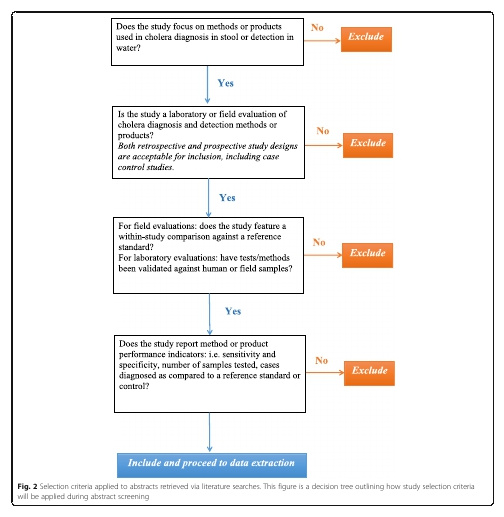 Does the study focus on methods or products
used in cholera diagnosis in stool or detection in
water?
No
Exclude
Yes
Is the study a laboratory or field evaluation of
cholera diagnosis and detection methods or
products?
Both retrospective and prospective study designs
are acceptable for inclusion, including case
control studies.
No
Exclude
Yes
For field evaluations: does the study feature a
within-study comparison against a reference
standard?
For laboratory evaluations: have tests/methods
been validated against human or field samples?
No
Exclude
Yes
Does the study report method or product
performance indicators: i.e. sensitivity and
specificity, number of samples tested, cases
diagnosed as compared to a reference standard or
control?
No
Exclude
Include and proceed to data extraction
Fig. 2 Selection criteria applied to abstracts retrieved via literature searches. This figure is a decision tree outlining how study selection criteria
will be applied during abstract screening